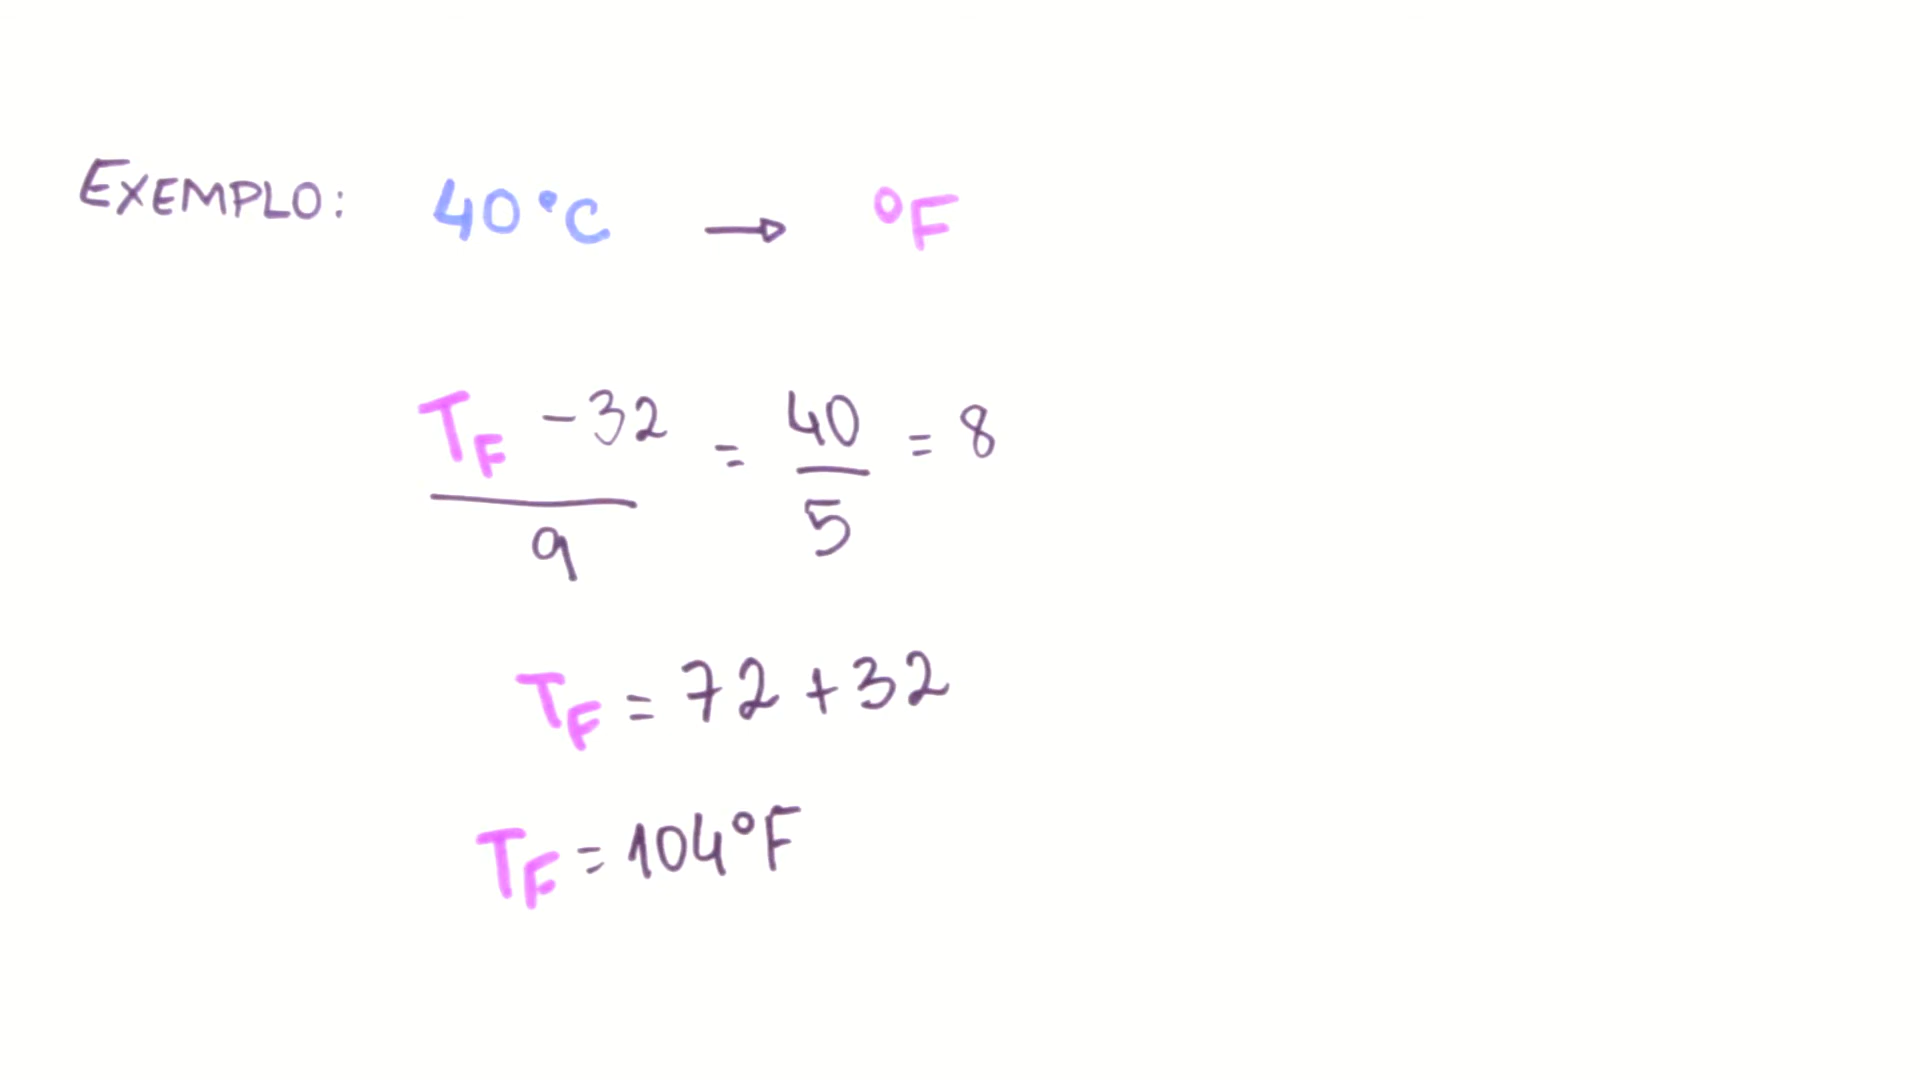 EXEMPLO: 40°C → °F
TF - 32 / 9 = 40 / 5 = 8
TF = 72 + 32
TF = 104°F